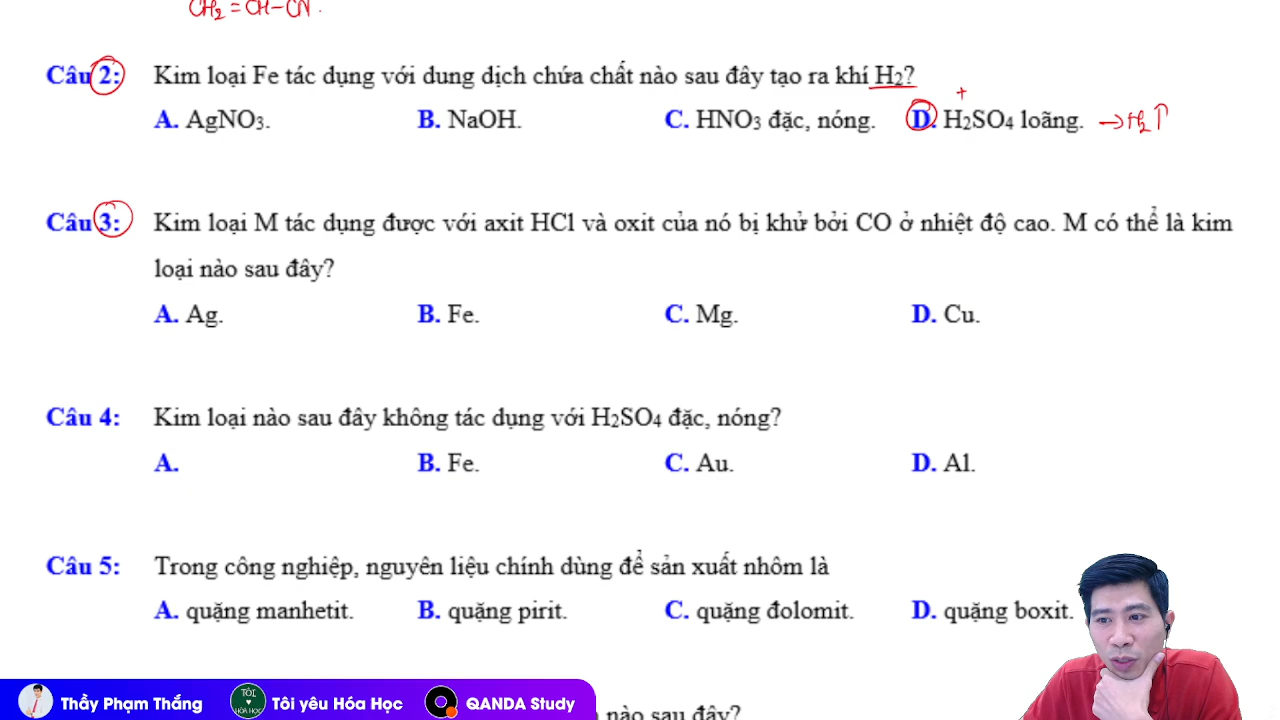 CH₂ = CH - CN.
Câu 2: Kim loại Fe tác dụng với dung dịch chứa chất nào sau đây tạo ra khí H₂?
A. AgNO₃. B. NaOH. C. HNO₃ đặc, nóng. D. H₂SO₄ loãng. → H₂ ↑
+
Câu 3: Kim loại M tác dụng được với axit HCl và oxit của nó bị khử bởi CO ở nhiệt độ cao. M có thể là kim
loại nào sau đây?
A. Ag. B. Fe. C. Mg. D. Cu.
Câu 4: Kim loại nào sau đây không tác dụng với H₂SO₄ đặc, nóng?
A. B. Fe. C. Au. D. Al.
Câu 5: Trong công nghiệp, nguyên liệu chính dùng để sản xuất nhôm là
A. quặng manhetit. B. quặng pirit. C. quặng đolomit. D. quặng boxit.
Thầy Phạm Thắng TÔI ♥ HÓA HỌC Tôi yêu Hóa Học QANDA Study
nào sau đây?